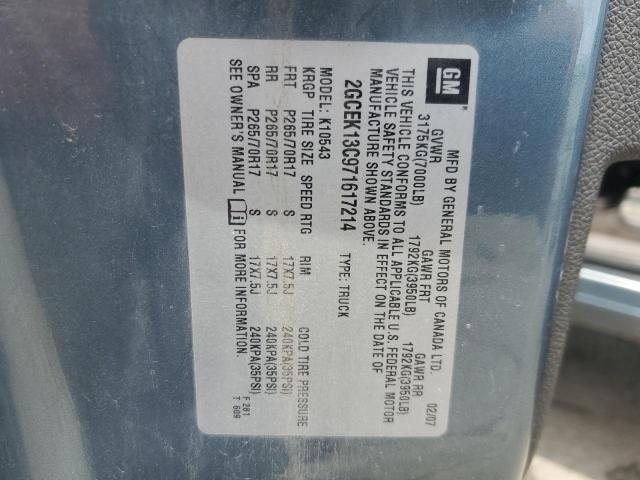 GM
MFD BY GENERAL MOTORS OF CANADA LTD. 02/07
GVWR GAWR FRT GAWR RR
3175KG(7000LB) 1792KG(3950LB) 1792KG(3950LB)
THIS VEHICLE CONFORMS TO ALL APPLICABLE U.S. FEDERAL MOTOR
VEHICLE SAFETY STANDARDS IN EFFECT ON THE DATE OF
MANUFACTURE SHOWN ABOVE.
2GCEK13C971617214 TYPE: TRUCK
MODEL: K10543
KRGP TIRE SIZE SPEED RTG RIM COLD TIRE PRESSURE
FRT P265/70R17 S 17X7.5J 240KPA(35PSI)
RR P265/70R17 S 17X7.5J 240KPA(35PSI)
SPA P265/70R17 S 17X7.5J 240KPA(35PSI)
SEE OWNER'S MANUAL i FOR MORE INFORMATION.
F 281
T 609